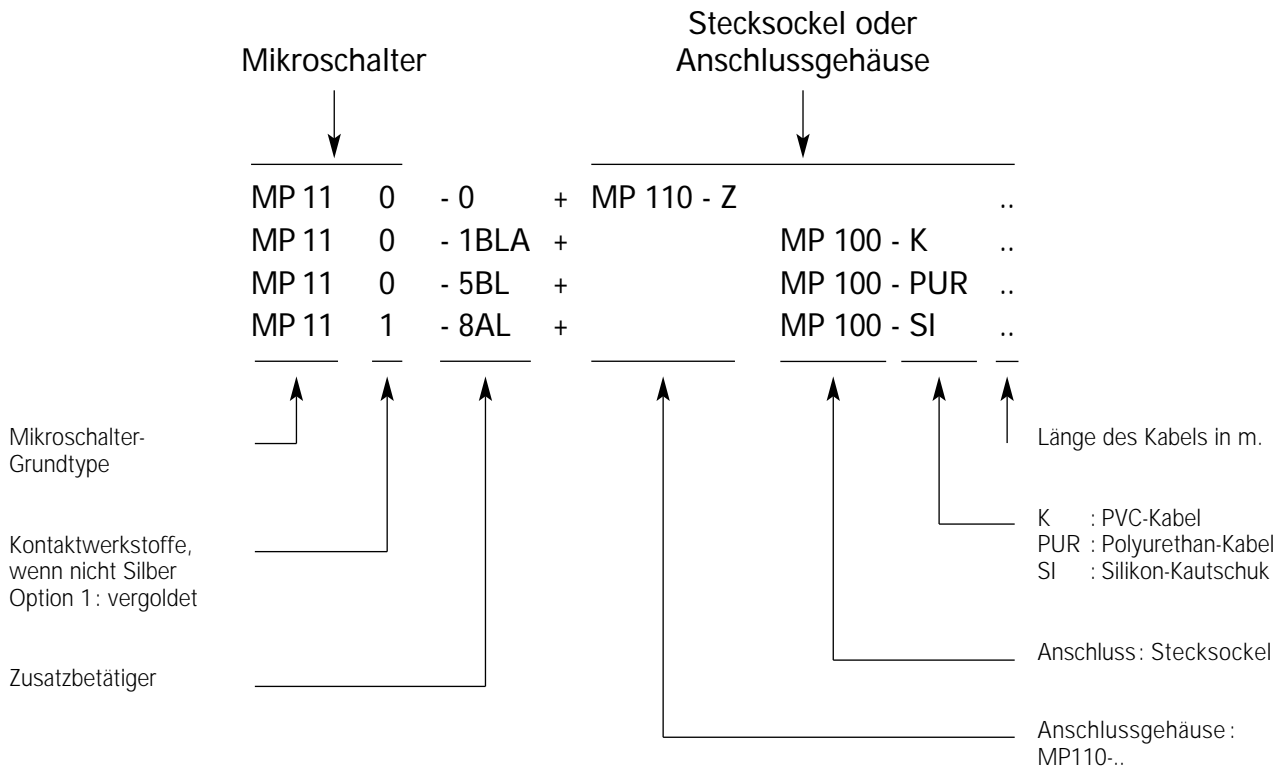 Mikroschalter
Stecksockel oder
Anschlussgehäuse
MP 11 0 - 0 + MP 110 - Z ..
MP 11 0 - 1BLA + MP 100 - K ..
MP 11 0 - 5BL + MP 100 - PUR ..
MP 11 1 - 8AL + MP 100 - SI ..
Mikroschalter-
Grundtype
Kontaktwerkstoffe,
wenn nicht Silber
Option 1: vergoldet
Zusatzbetätiger
Länge des Kabels in m.
K : PVC-Kabel
PUR : Polyurethan-Kabel
SI : Silikon-Kautschuk
Anschluss: Stecksockel
Anschlussgehäuse:
MP110-..